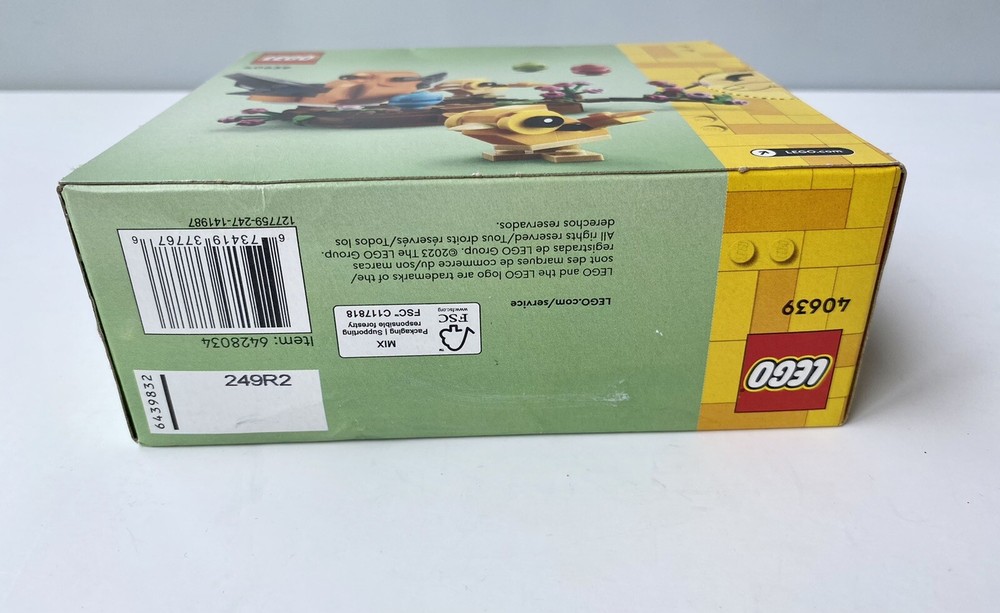 LEGO
LEGO.com
LEGO
40639
LEGO.com/service
LEGO and the LEGO logo are trademarks of the/
sont des marques de commerce du/son marcas
registradas de LEGO Group. ©2023 The LEGO Group.
All rights reserved/Tous droits réservés/Todos los
derechos reservados.
MIX
Packaging | Supporting
responsible forestry
FSC™ C117818
FSC
www.fsc.org
Item: 6428034
6 73419 37767 6
127759-247-141987
249R2
6439832